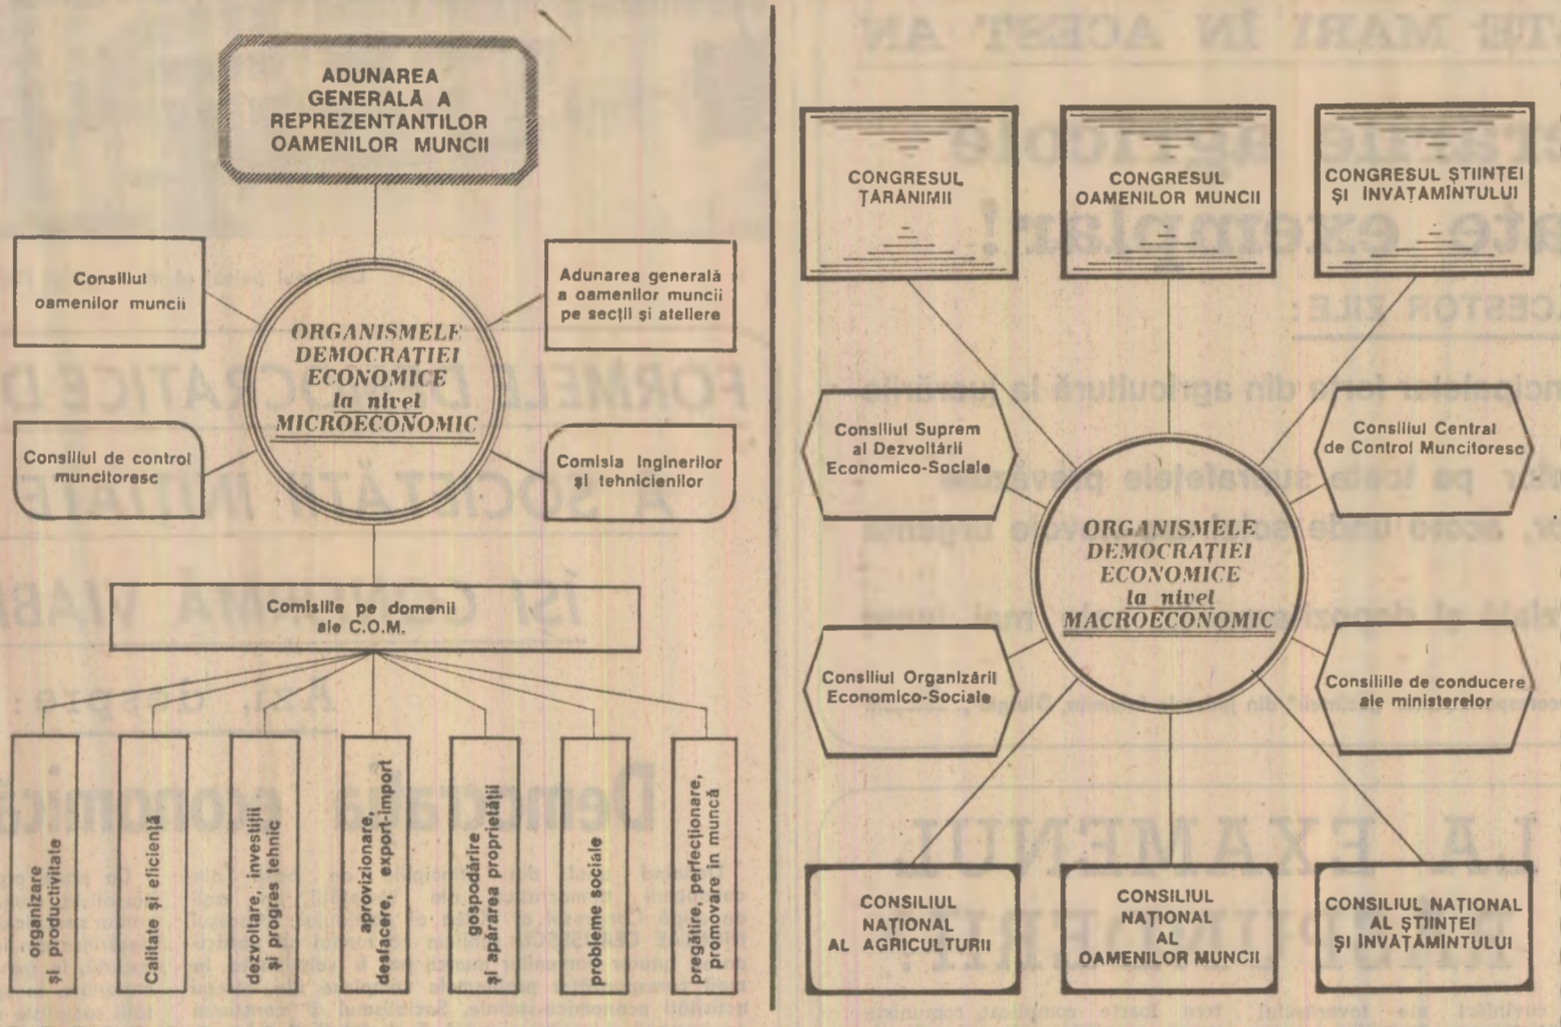 ADUNAREA
GENERALĂ A
REPREZENTANTILOR
OAMENILOR MUNCII
Consiliul
oamenilor muncii
Adunarea generală
a oamenilor muncii
pe secții și ateliere
ORGANISMELE
DEMOCRAȚIEI
ECONOMICE
la nivel
MICROECONOMIC
Consiliul de control
muncitoresc
Comisia inginerilor
și tehnicienilor
Comisiile pe domenii
ale C.O.M.
organizare
și productivitate
Calitate și eficiență
dezvoltare, investiții
și progres tehnic
aprovizionare,
desfacere, export-import
gospodărire
și apărarea proprietății
probleme sociale
pregătire, perfecționare,
promovare în muncă
CONGRESUL
ȚĂRĂNIMII
CONGRESUL
OAMENILOR MUNCII
CONGRESUL ȘTIINȚEI
ȘI INVĂȚAMÎNTULUI
Consiliul Suprem
al Dezvoltării
Economico-Sociale
Consiliul Central
de Control Muncitoresc
ORGANISMELE
DEMOCRAȚIEI
ECONOMICE
la nivel
MACROECONOMIC
Consiliul Organizării
Economico-Sociale
Consiliile de conducere
ale ministerelor
CONSILIUL
NAȚIONAL
AL AGRICULTURII
CONSILIUL
NAȚIONAL
AL
OAMENILOR MUNCII
CONSILIUL NAȚIONAL
AL ȘTIINȚEI
ȘI ÎNVĂȚĂMÎNTULUI